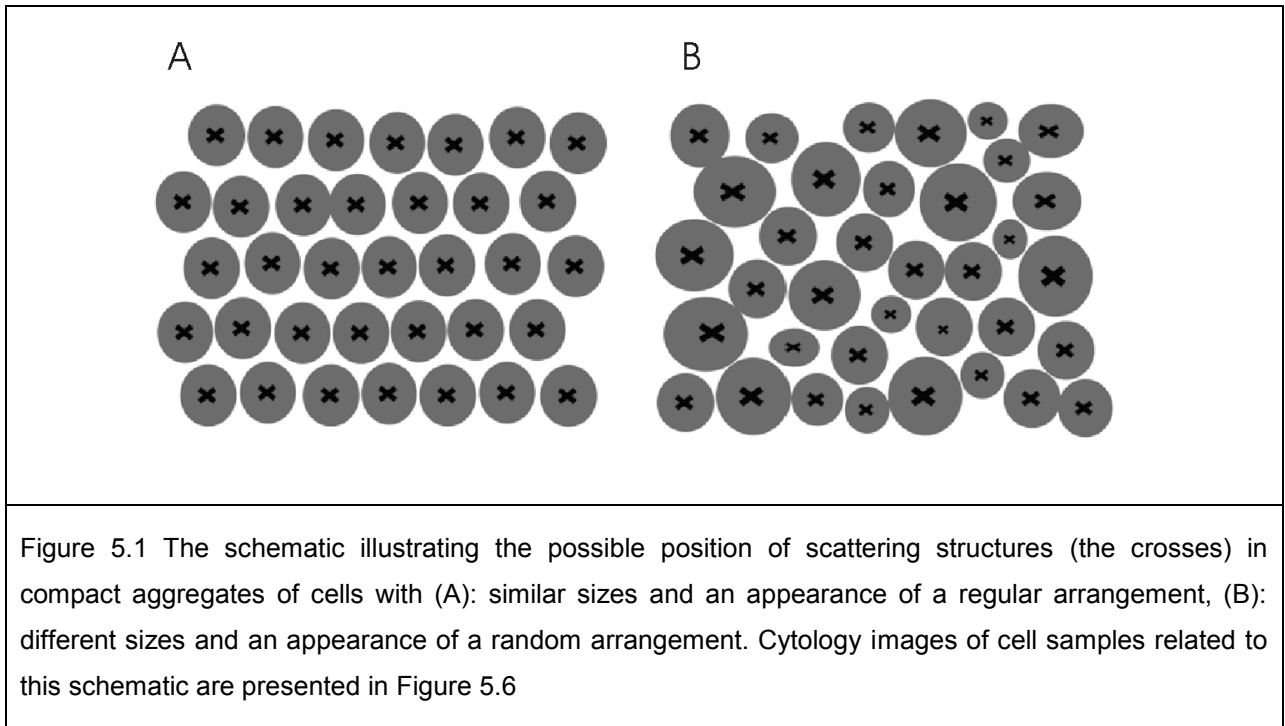 A
B
Figure 5.1 The schematic illustrating the possible position of scattering structures (the crosses) in
compact aggregates of cells with (A): similar sizes and an appearance of a regular arrangement, (B):
different sizes and an appearance of a random arrangement. Cytology images of cell samples related to
this schematic are presented in Figure 5.6